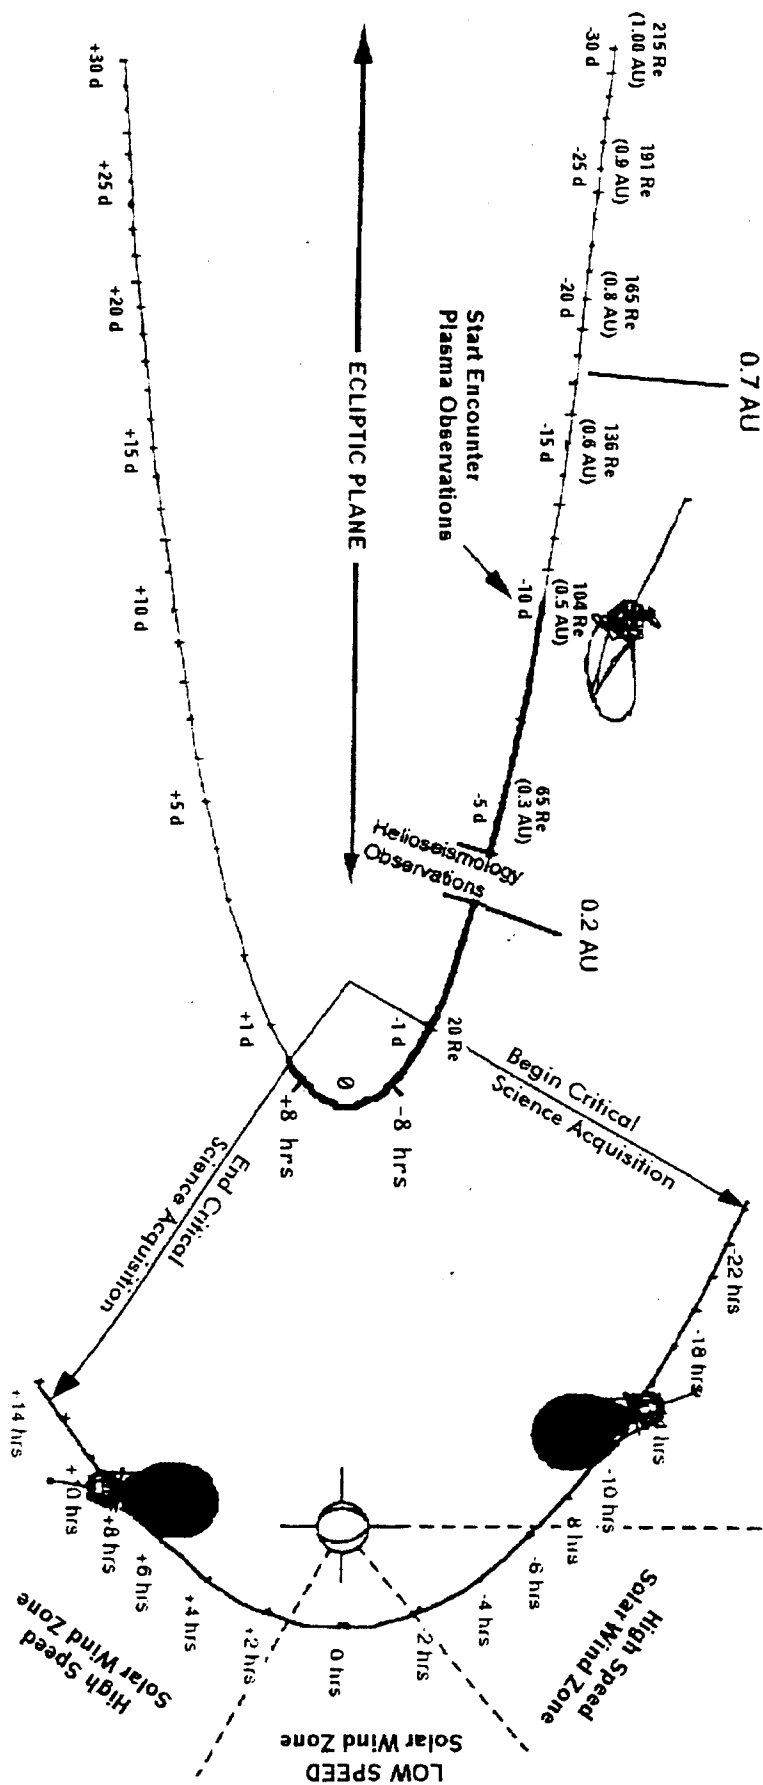 215 Re
(1.00 AU)
-30 d
191 Re
(0.9 AU)
-25 d
165 Re
(0.8 AU)
-20 d
0.7 AU
136 Re
(0.6 AU)
-15 d
104 Re
(0.5 AU)
-10 d
65 Re
(0.3 AU)
-5 d
Start Encounter
Plasma Observations
ECLIPTIC PLANE
Helioseismology
Observations
0.2 AU
20 Re
-1 d
-8 hrs
0
+8 hrs
+1 d
+5 d
+10 d
+15 d
+20 d
+25 d
+30 d
Begin Critical
Science Acquisition
End Critical
Science Acquisition
-22 hrs
-18 hrs
hrs
-10 hrs
8 hrs
-6 hrs
-4 hrs
-2 hrs
0 hrs
+2 hrs
+4 hrs
+6 hrs
+8 hrs
+10 hrs
+14 hrs
High Speed
Solar Wind Zone
LOW SPEED
Solar Wind Zone
High Speed
Solar Wind Zone